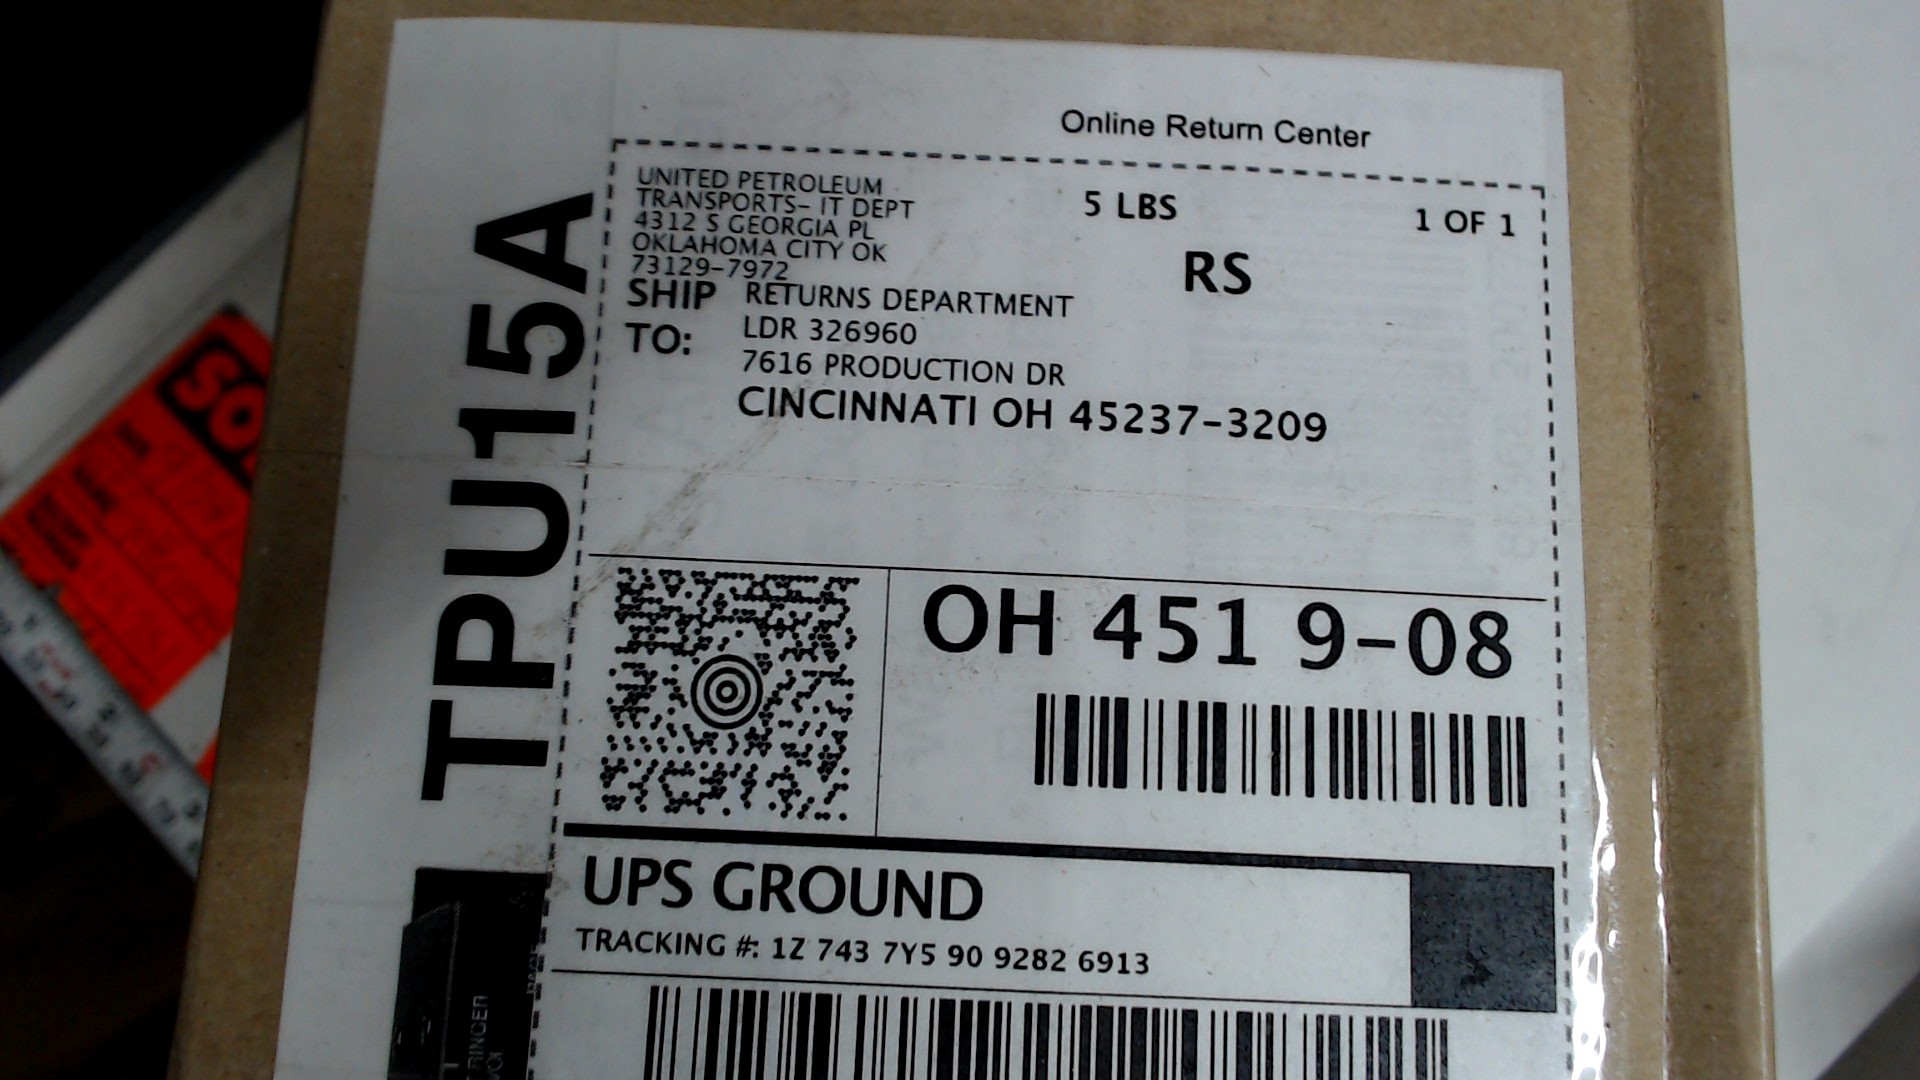 Online Return Center
UNITED PETROLEUM
TRANSPORTS- IT DEPT
4312 S GEORGIA PL
OKLAHOMA CITY OK
73129-7972
5 LBS
1 OF 1
RS
SHIP TO:
RETURNS DEPARTMENT
LDR 326960
7616 PRODUCTION DR
CINCINNATI OH 45237-3209
TPU15A
OH 451 9-08
UPS GROUND
TRACKING #: 1Z 743 7Y5 90 9282 6913